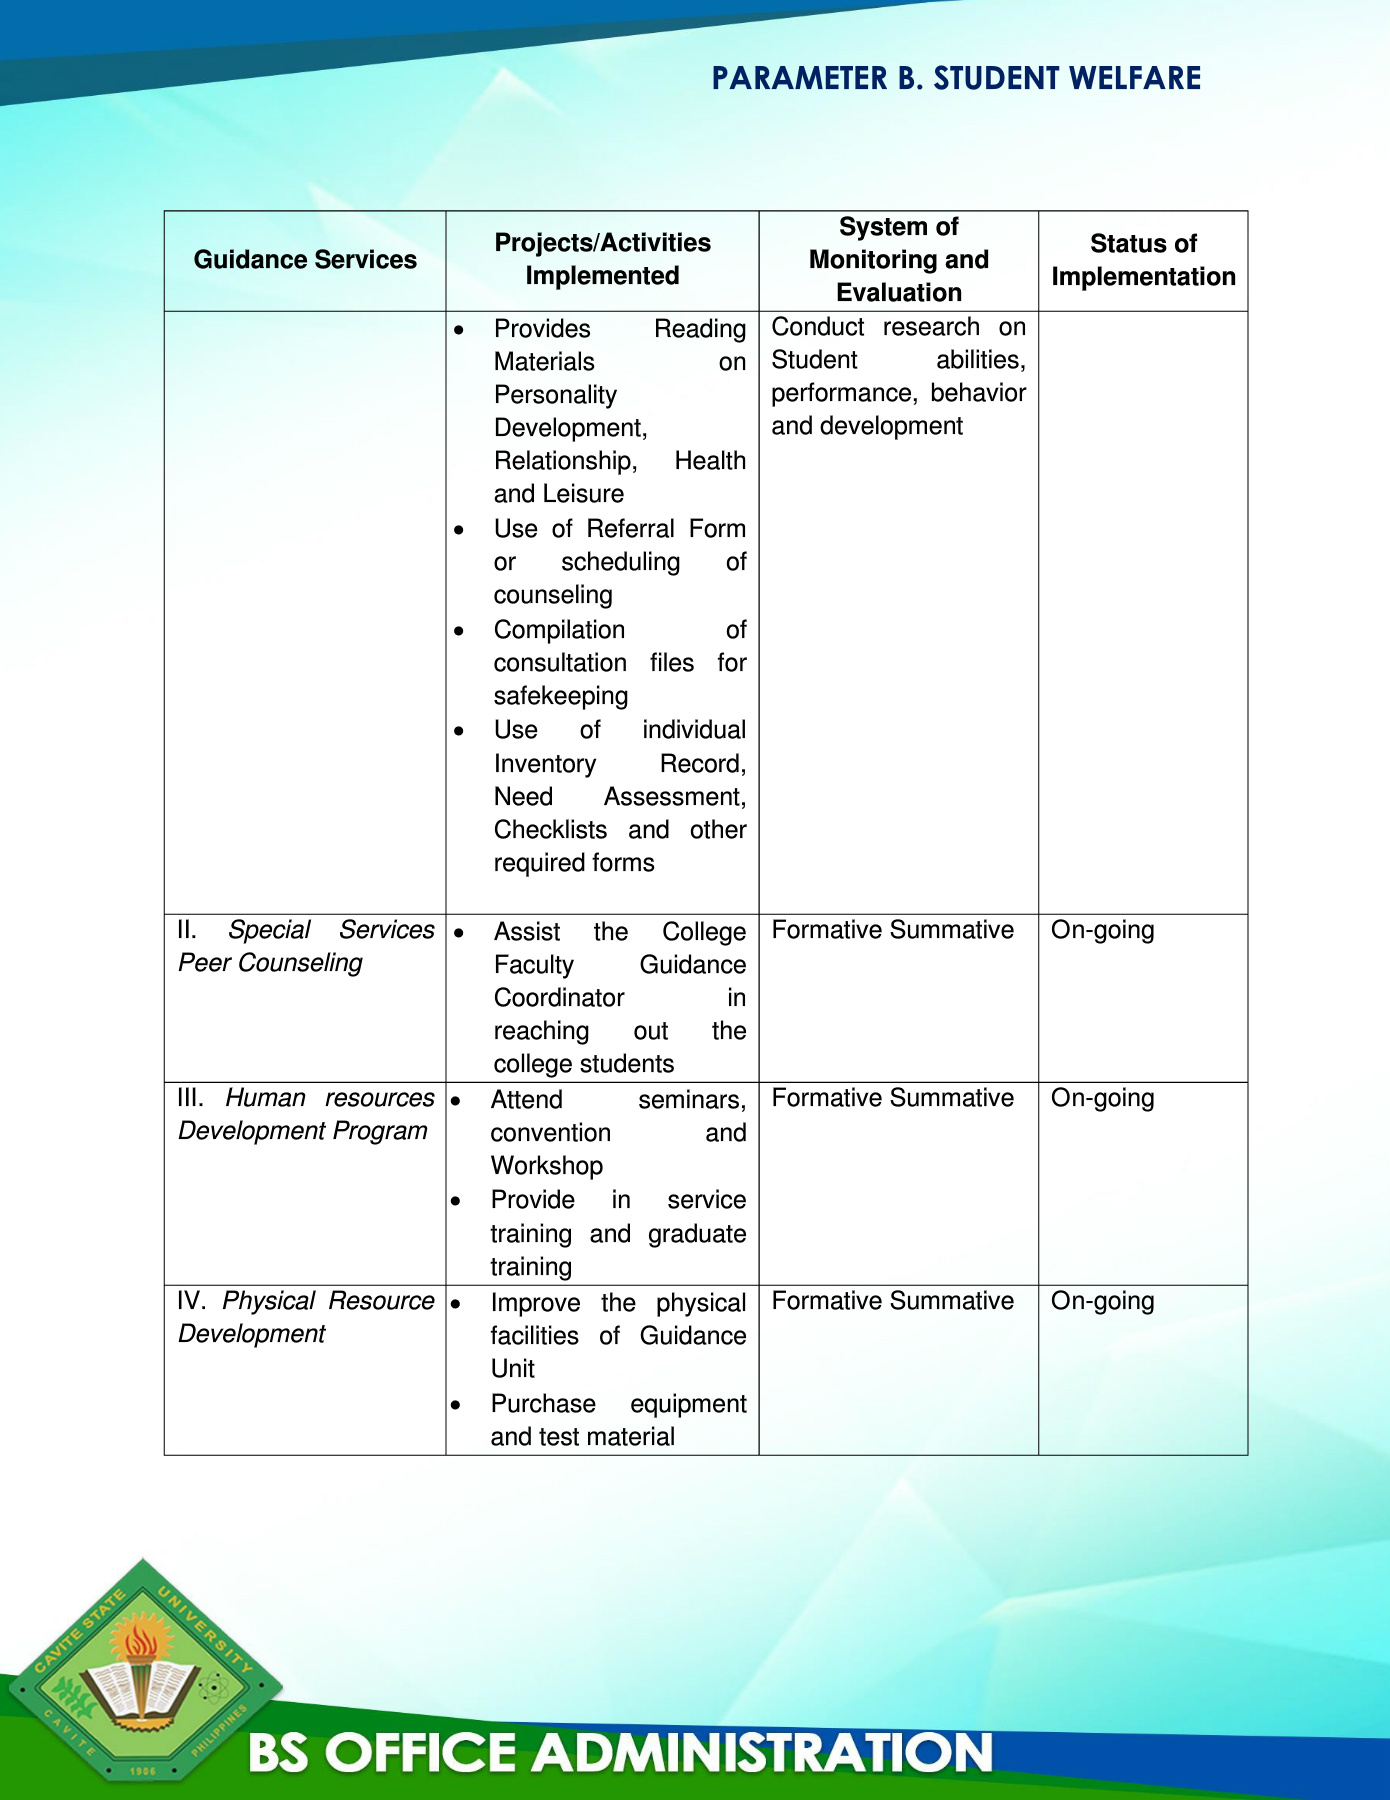 PARAMETER B. STUDENT WELFARE
Guidance Services
Projects/Activities
Implemented
System of
Monitoring and
Evaluation
Status of
Implementation
• Provides Reading
Materials on
Personality
Development,
Relationship, Health
and Leisure
• Use of Referral Form
or scheduling of
counseling
• Compilation of
consultation files for
safekeeping
• Use of individual
Inventory Record,
Need Assessment,
Checklists and other
required forms
Conduct research on
Student abilities,
performance, behavior
and development
II. Special Services
Peer Counseling
• Assist the College
Faculty Guidance
Coordinator in
reaching out the
college students
Formative Summative
On-going
III. Human resources
Development Program
• Attend seminars,
convention and
Workshop
• Provide in service
training and graduate
training
Formative Summative
On-going
IV. Physical Resource
Development
• Improve the physical
facilities of Guidance
Unit
• Purchase equipment
and test material
Formative Summative
On-going
CAVITE STATE UNIVERSITY
CAVITE PHILIPPINES
1906
BS OFFICE ADMINISTRATION